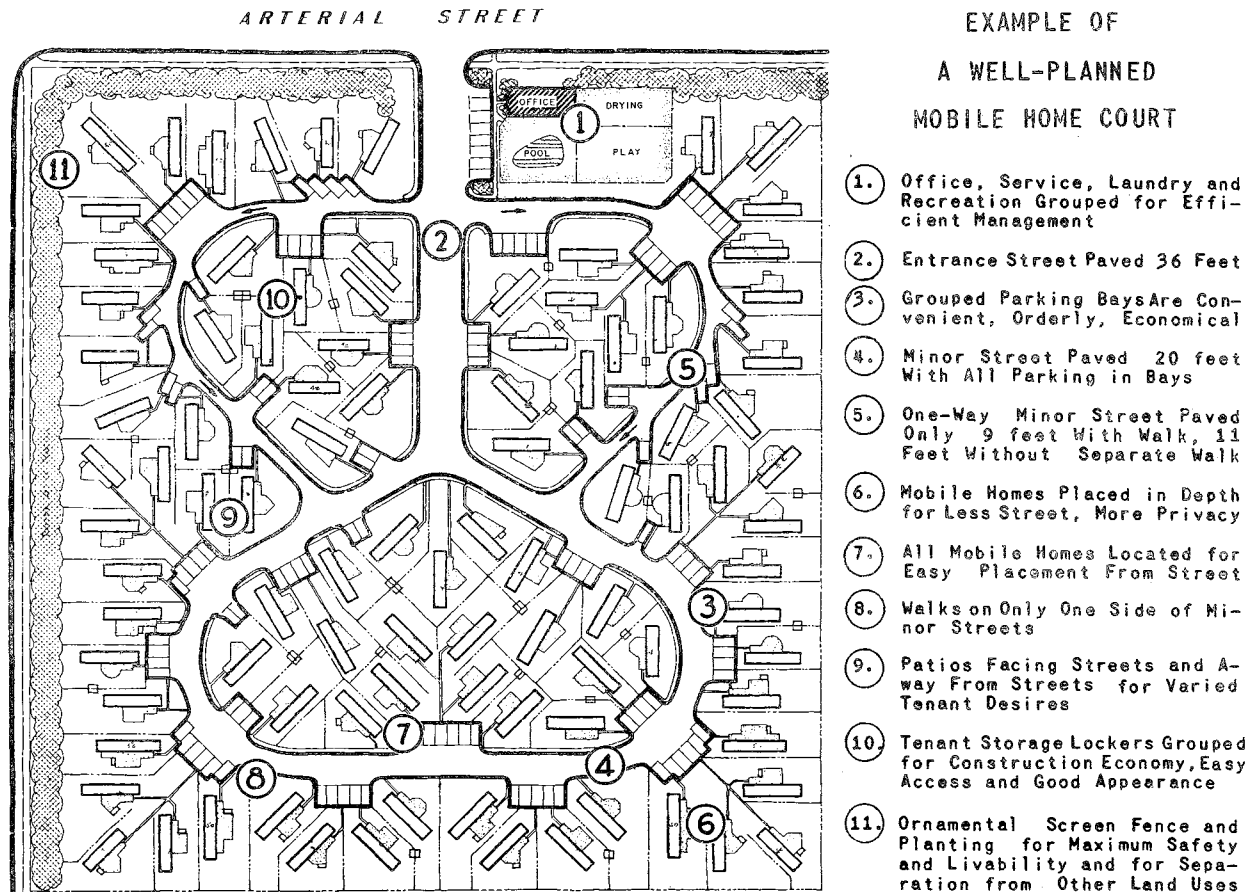 ARTERIAL STREET
EXAMPLE OF
A WELL-PLANNED
MOBILE HOME COURT
OFFICE
DRYING
1
POOL
PLAY
11
2
10
5
9
3
7
4
8
6
1. Office, Service, Laundry and
Recreation Grouped for Effi-
cient Management
2. Entrance Street Paved 36 Feet
3. Grouped Parking Bays Are Con-
venient, Orderly, Economical
4. Minor Street Paved 20 feet
With All Parking in Bays
5. One-Way Minor Street Paved
Only 9 feet With Walk, 11
Feet Without Separate Walk
6. Mobile Homes Placed in Depth
for Less Street, More Privacy
7. All Mobile Homes Located for
Easy Placement From Street
8. Walks on Only One Side of Mi-
nor Streets
9. Patios Facing Streets and A-
way From Streets for Varied
Tenant Desires
10. Tenant Storage Lockers Grouped
for Construction Economy, Easy
Access and Good Appearance
11. Ornamental Screen Fence and
Planting for Maximum Safety
and Livability and for Sepa-
ration from Other Land Uses